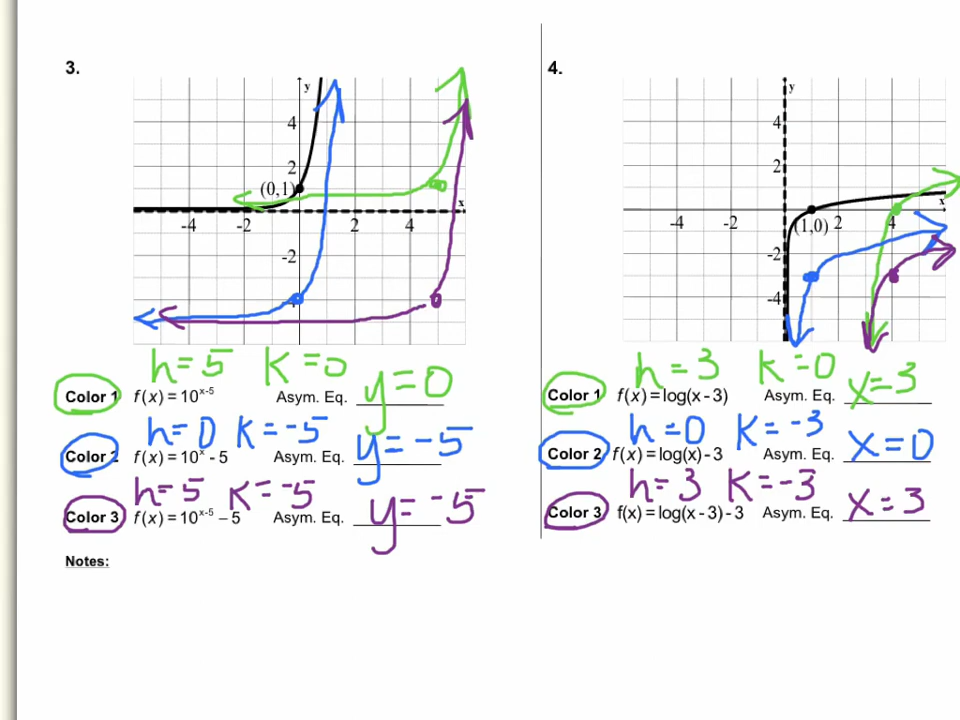 3.
y
4
2
(0,1)
x
-4 -2 2 4
-2
h=5 K=0
Color 1 f(x) = 10^x-5 Asym. Eq. y=0
h=0 K=-5
Color 2 f(x) = 10^x - 5 Asym. Eq. y=-5
h=5 K=-5
Color 3 f(x) = 10^x-5 – 5 Asym. Eq. y=-5
Notes:
4.
y
4
2
x
-4 -2 (1,0) 2 4
-2
-4
h=3 K=0
Color 1 f(x) = log(x - 3) Asym. Eq. x=3
h=0 K=-3
Color 2 f(x) = log(x) - 3 Asym. Eq. x=0
h=3 K=-3
Color 3 f(x) = log(x - 3) - 3 Asym. Eq. x=3